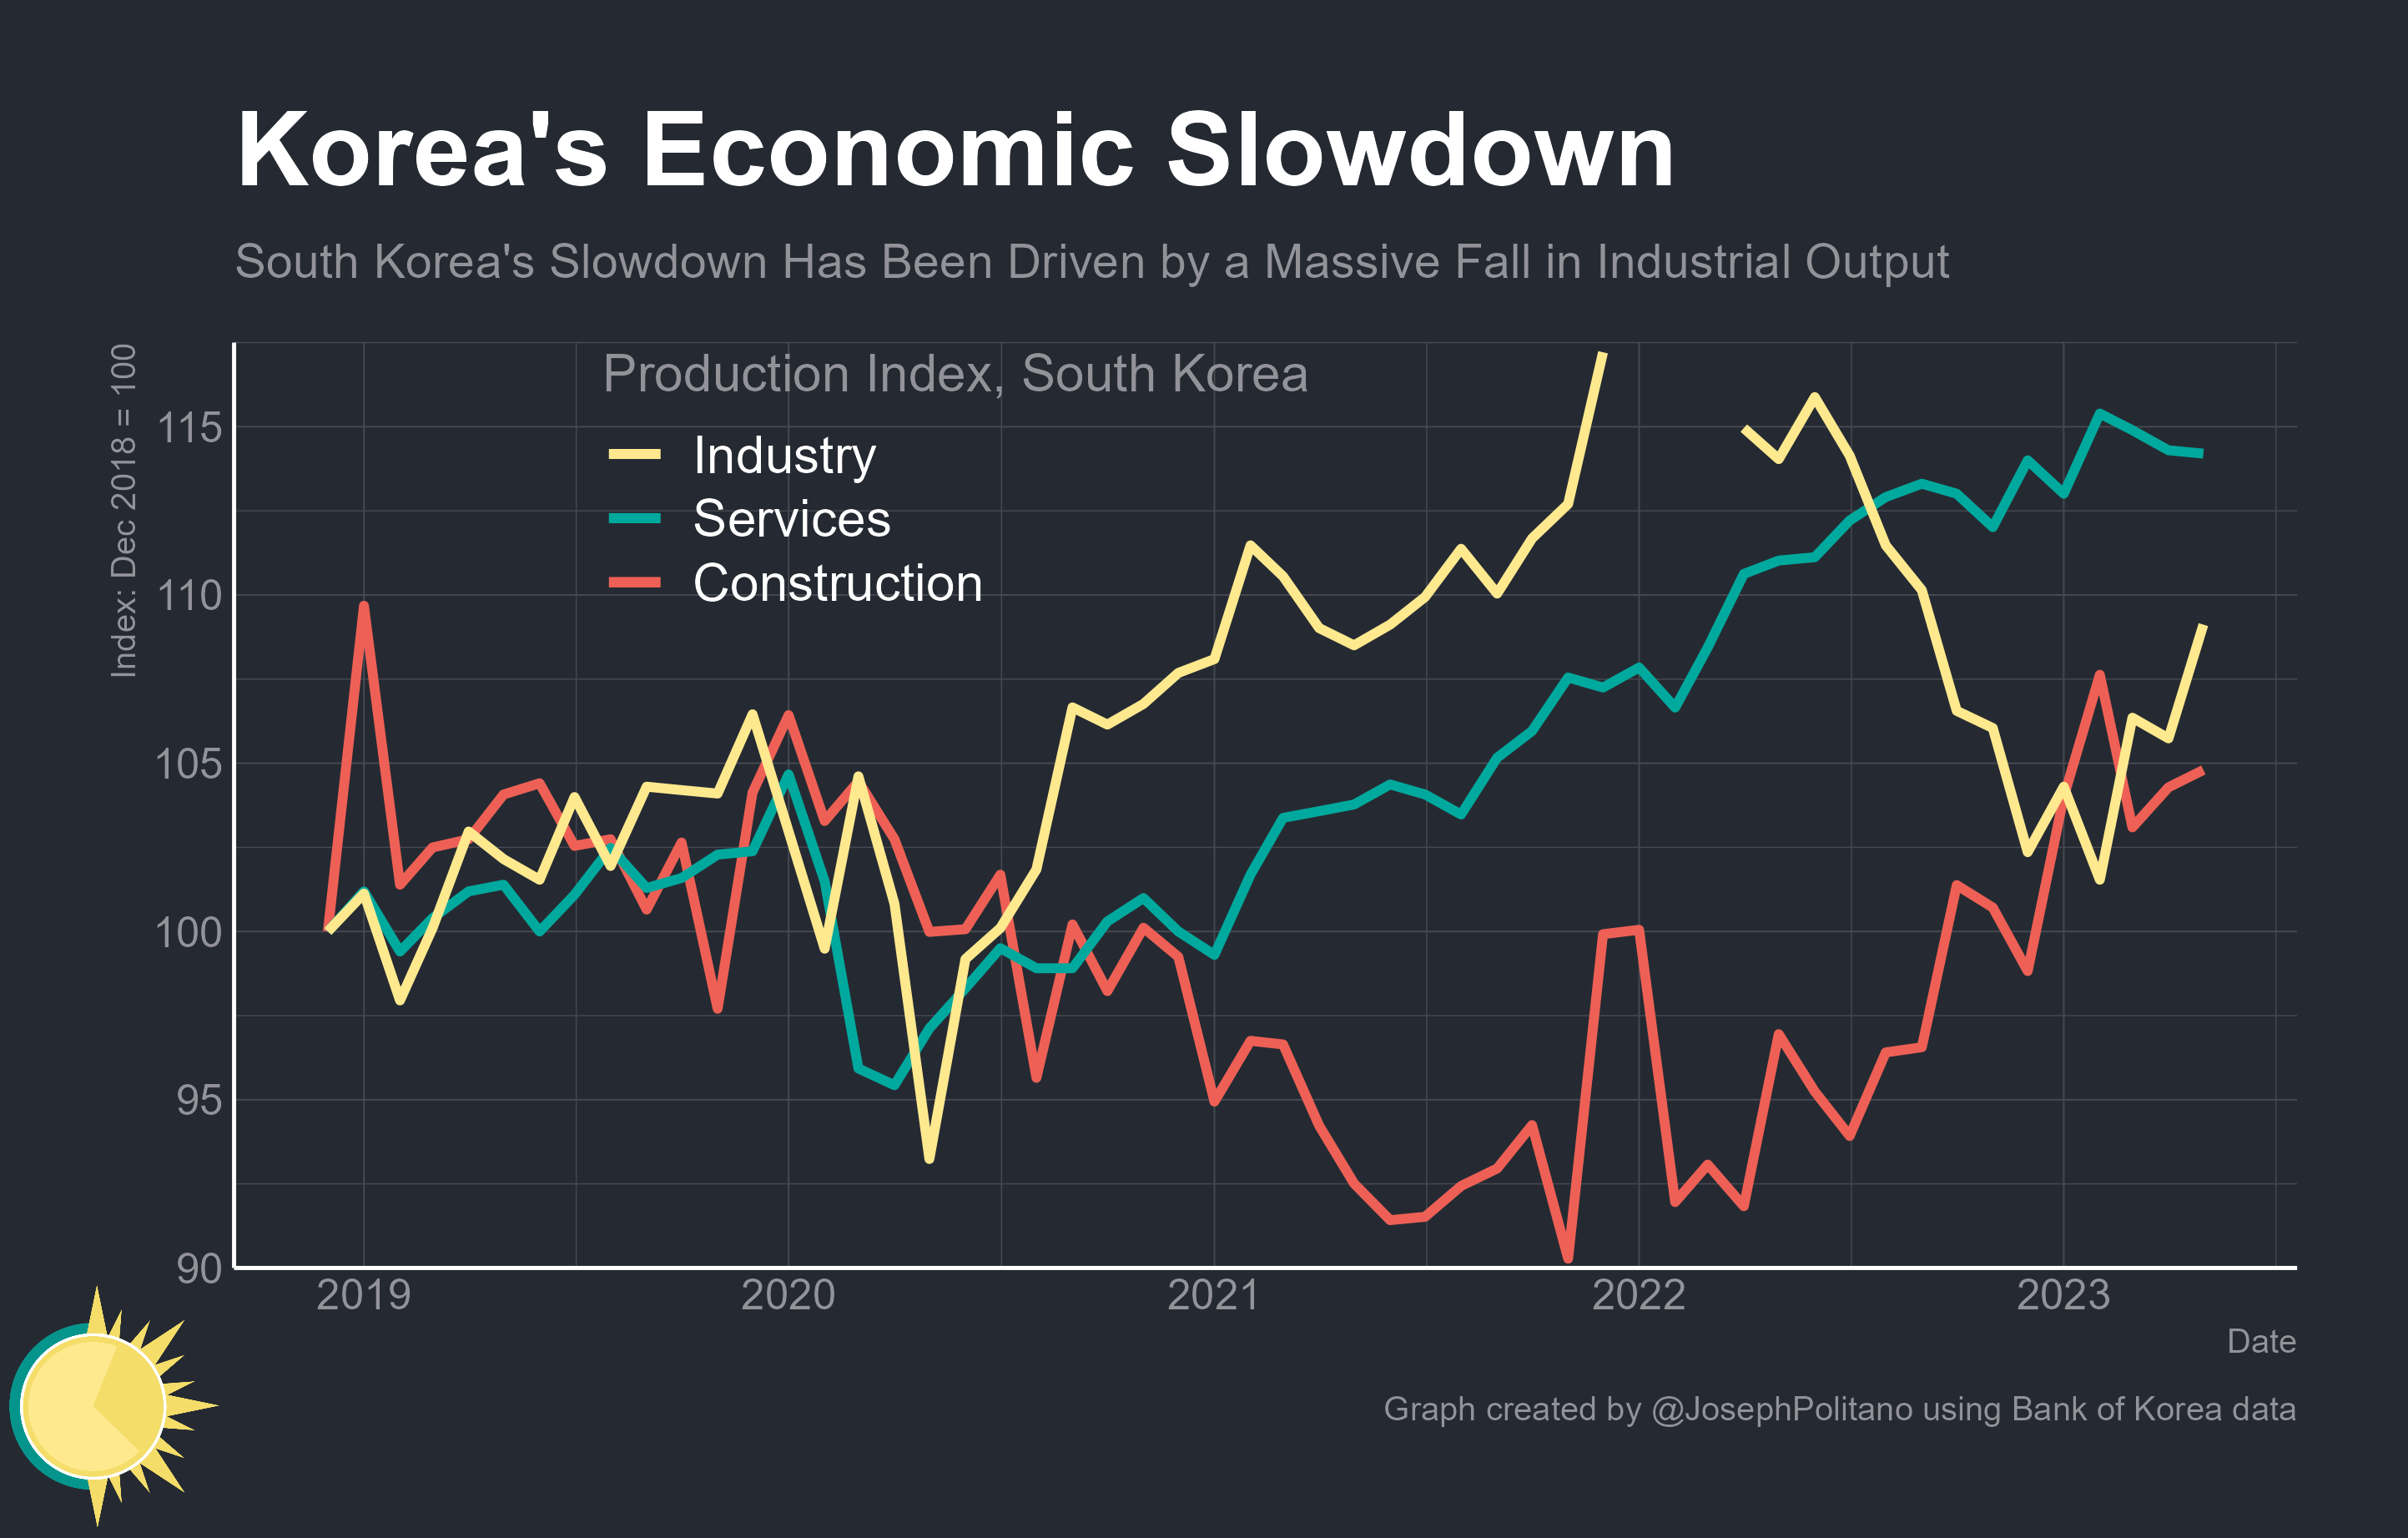 Korea's Economic Slowdown
South Korea's Slowdown Has Been Driven by a Massive Fall in Industrial Output
Index: Dec 2018 = 100
Production Index, South Korea
Industry
Services
Construction
115
110
105
100
95
90
2019 2020 2021 2022 2023
Date
Graph created by @JosephPolitano using Bank of Korea data